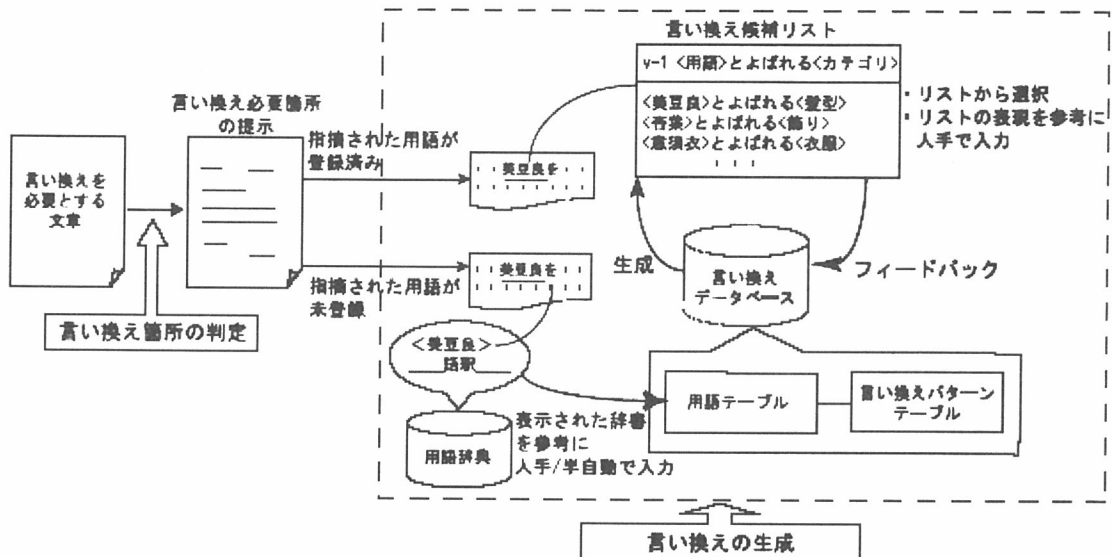 言い換え候補リスト
v-1 <用語>とよばれる<カテゴリ>
<美豆良>とよばれる<髪型>
<杏葉>とよばれる<飾り>
<意須衣>とよばれる<衣服>
・・・
・リストから選択
・リストの表現を参考に
人手で入力
言い換え必要箇所
の提示
指摘された用語が
登録済み
美豆良を
言い換えを
必要とする
文章
美豆良を
指摘された用語が
未登録
生成
言い換え
データベース
フィードバック
言い換え箇所の判定
<美豆良>
語釈
用語テーブル
言い換えパターン
テーブル
用語辞典
表示された辞書
を参考に
人手/半自動で入力
言い換えの生成